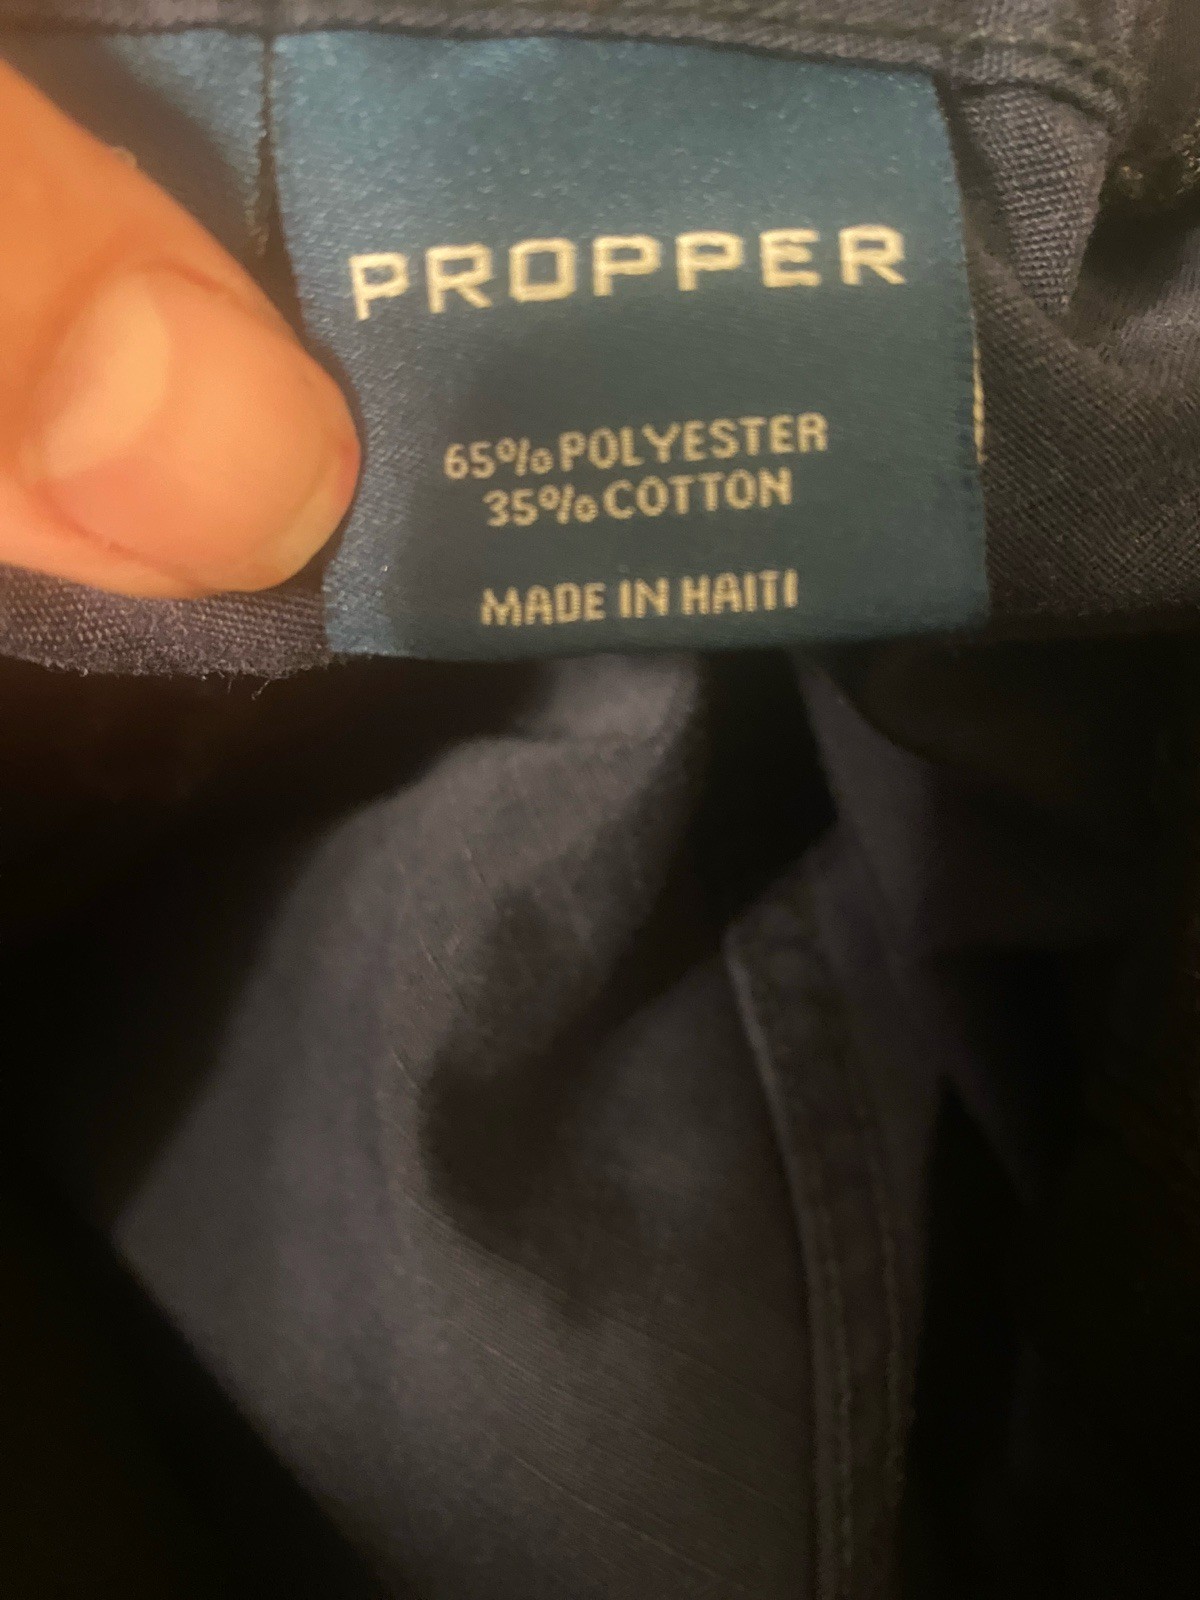 PROPPER
65% POLYESTER
35% COTTON
MADE IN HAITI